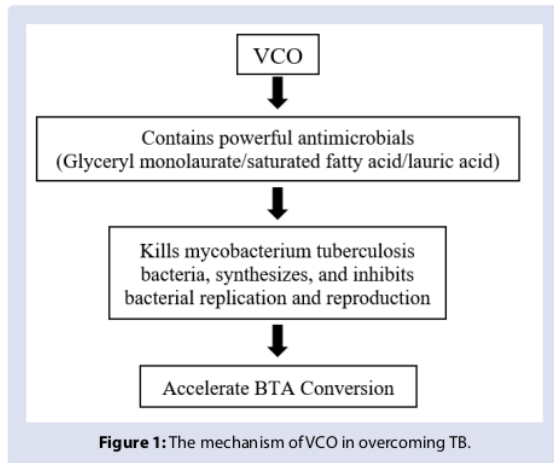 VCO
Contains powerful antimicrobials
(Glyceryl monolaurate/saturated fatty acid/lauric acid)
Kills mycobacterium tuberculosis
bacteria, synthesizes, and inhibits
bacterial replication and reproduction
Accelerate BTA Conversion
Figure 1: The mechanism of VCO in overcoming TB.